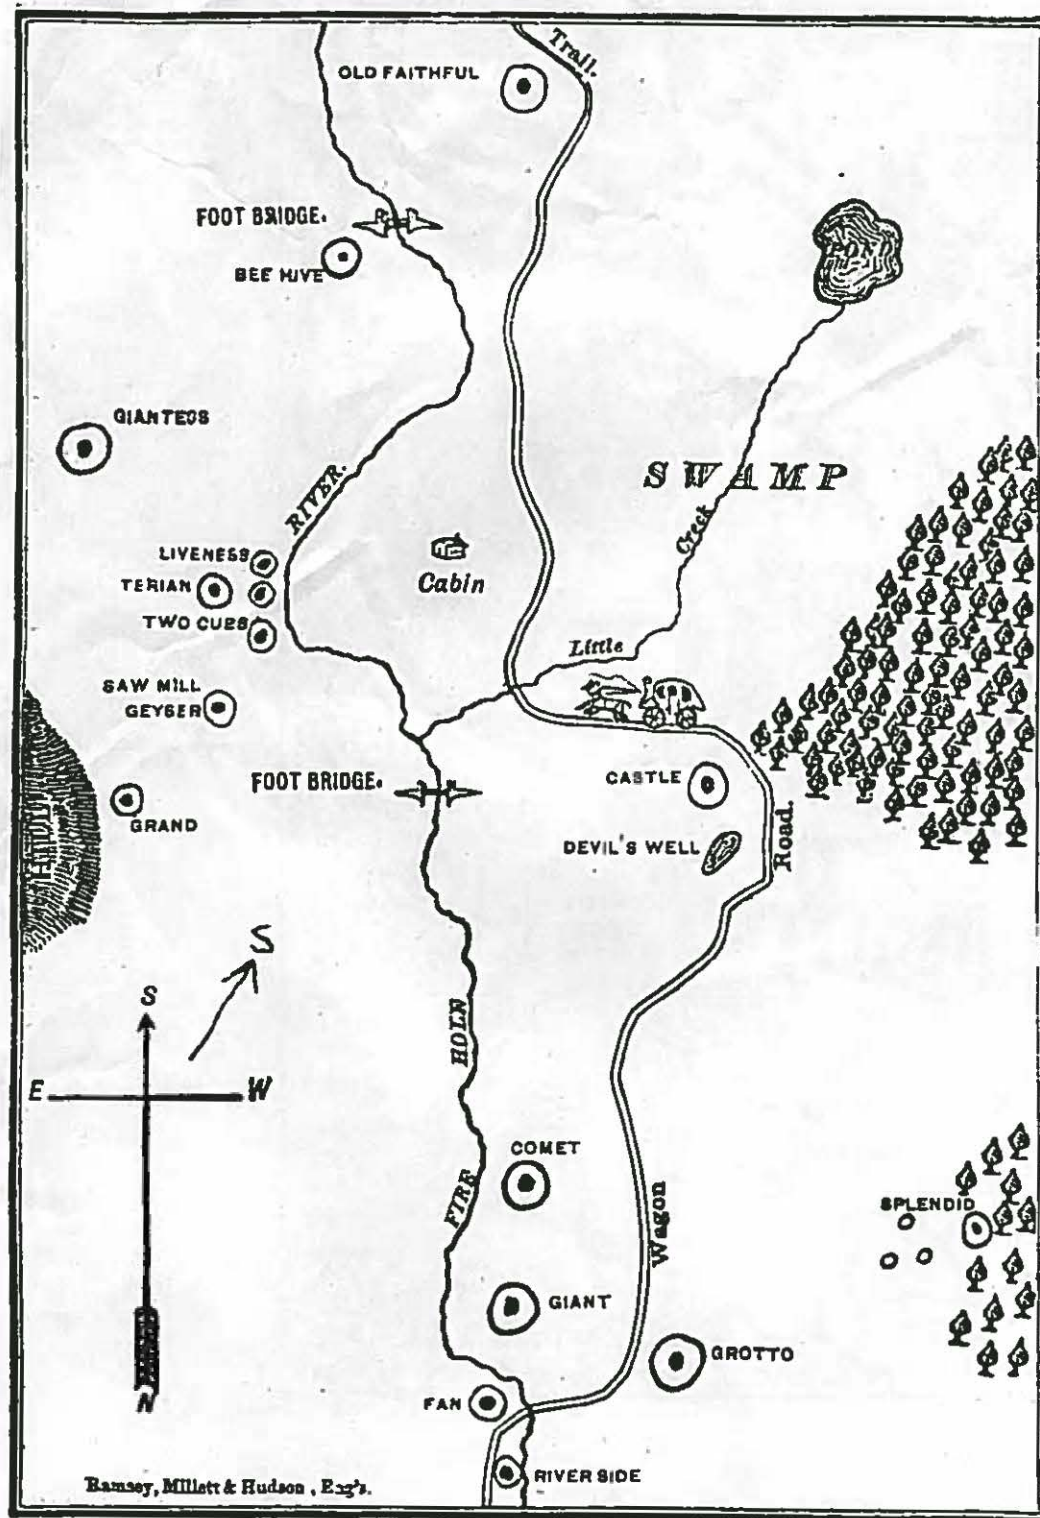 Trail.
OLD FAITHFUL
FOOT BRIDGE.
BEE HIVE
GIANTESS
RIVER.
SWAMP
Creek
LIVENESS
TERIAN
TWO CUBS
Cabin
Little
SAW MILL
GEYSER
FOOT BRIDGE.
CASTLE
GRAND
DEVIL'S WELL
Road.
S
S
E
W
N
HOLE
FIRE
COMET
Wagon
SPLENDID
GIANT
GROTTO
FAN
RIVER SIDE
Ramsey, Millett & Hudson, Eng's.